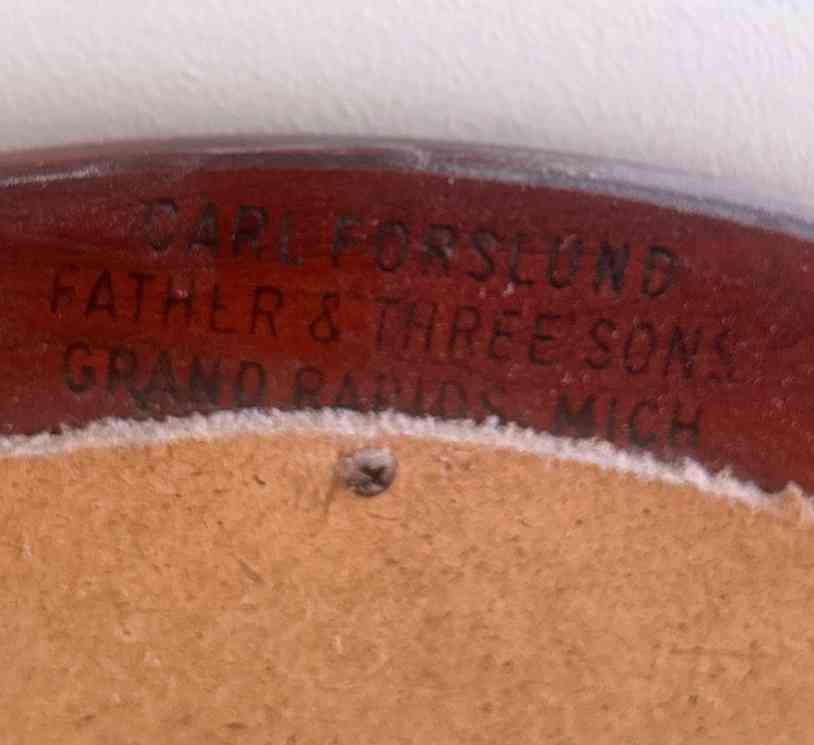 CARL FORSLUND
FATHER & THREE SONS
GRAND RAPIDS, MICH